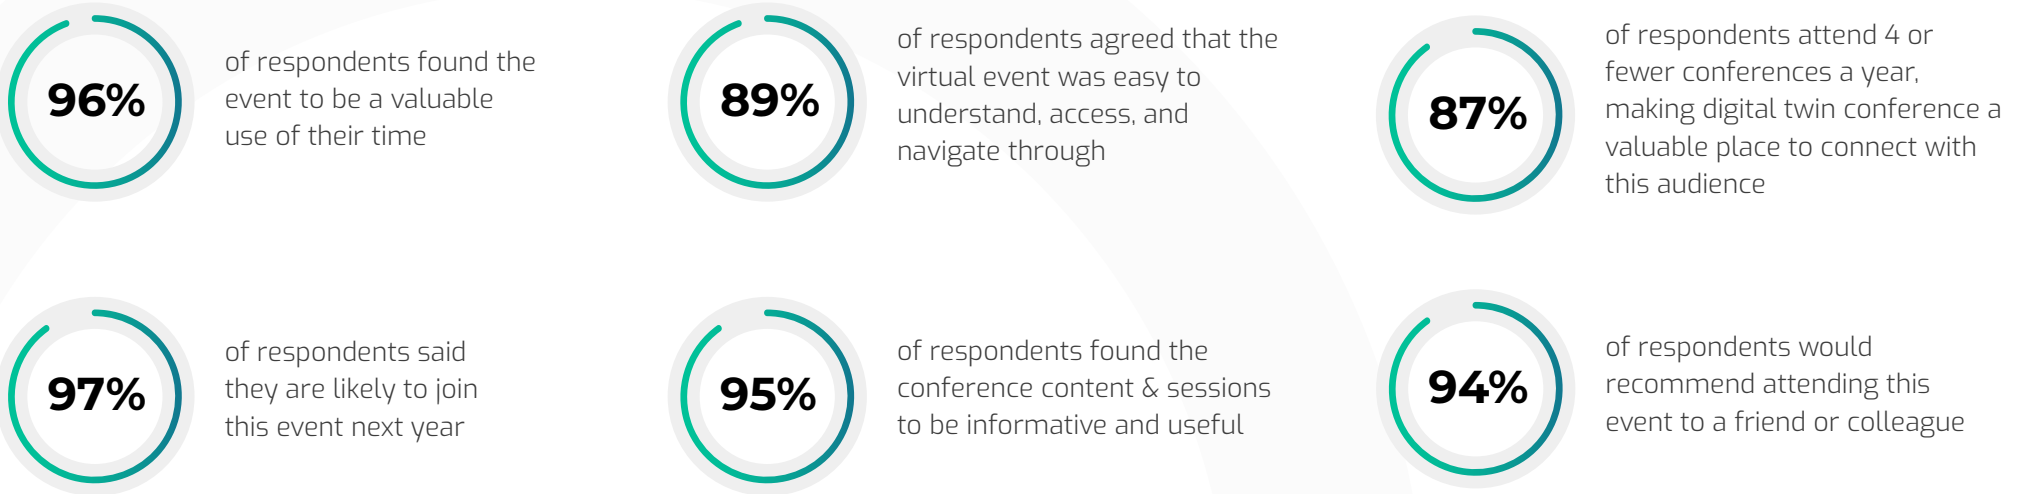 96%
of respondents found the
event to be a valuable
use of their time
89%
of respondents agreed that the
virtual event was easy to
understand, access, and
navigate through
87%
of respondents attend 4 or
fewer conferences a year,
making digital twin conference a
valuable place to connect with
this audience
97%
of respondents said
they are likely to join
this event next year
95%
of respondents found the
conference content & sessions
to be informative and useful
94%
of respondents would
recommend attending this
event to a friend or colleague